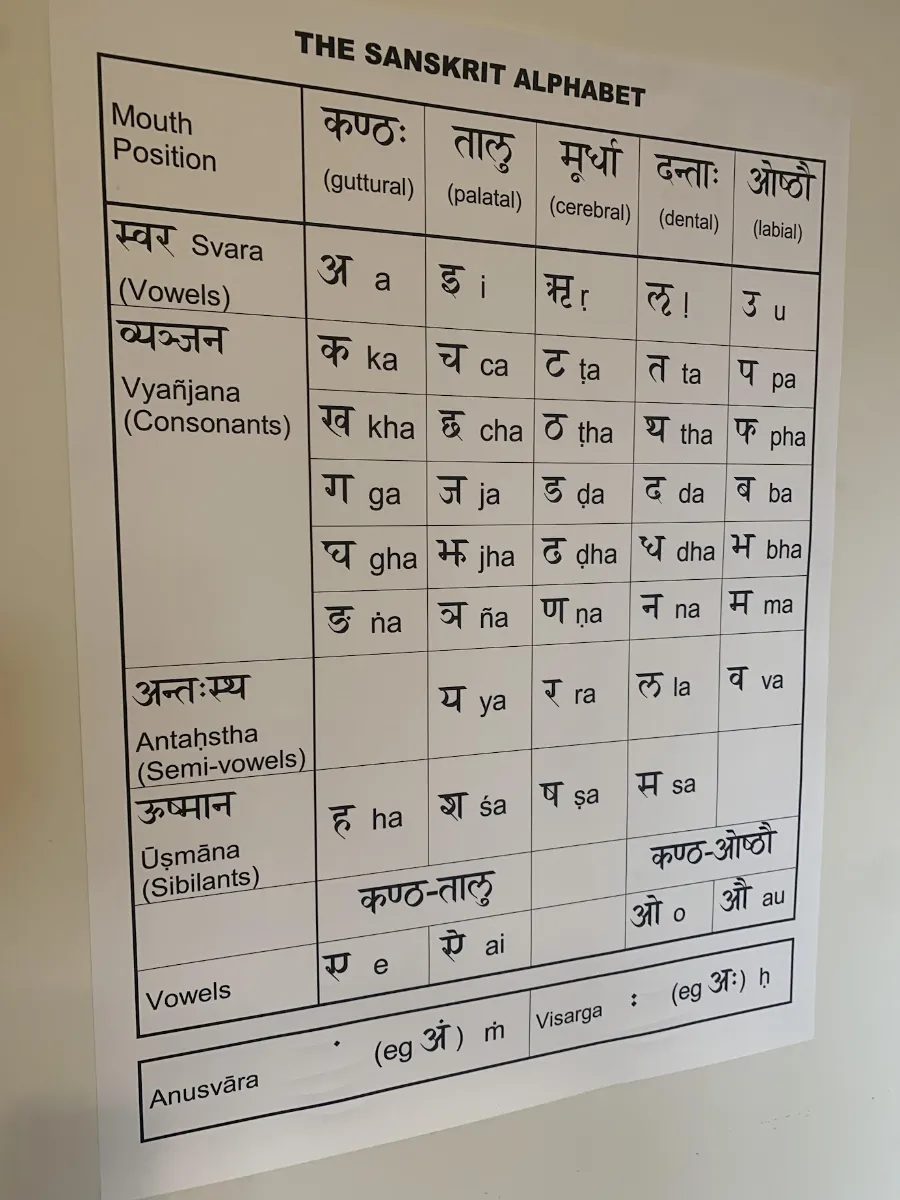 THE SANSKRIT ALPHABET
Mouth Position
कण्ठः तालु मूर्धा दन्ताः ओष्ठौ
(guttural) (palatal) (cerebral) (dental) (labial)
स्वर Svara
(Vowels)
अ a इ i ऋ ṛ ऌ ḷ उ u
व्यञ्जन
Vyañjana
(Consonants)
क ka च ca ट ṭa त ta प pa
ख kha छ cha ठ ṭha थ tha फ pha
ग ga ज ja ड ḍa द da ब ba
घ gha झ jha ढ ḍha ध dha भ bha
ङ ṅa ञ ña ण ṇa न na म ma
अन्तःस्थ
Antaḥstha
(Semi-vowels)
य ya र ra ल la व va
ऊष्मान
Ūṣmāna
(Sibilants)
ह ha श śa ष ṣa म sa
कण्ठ-तालु कण्ठ-ओष्ठौ
Vowels
ए e ऐ ai ओ o औ au
Anusvāra ं (eg अं) ṁ Visarga ः (eg अः) ḥ